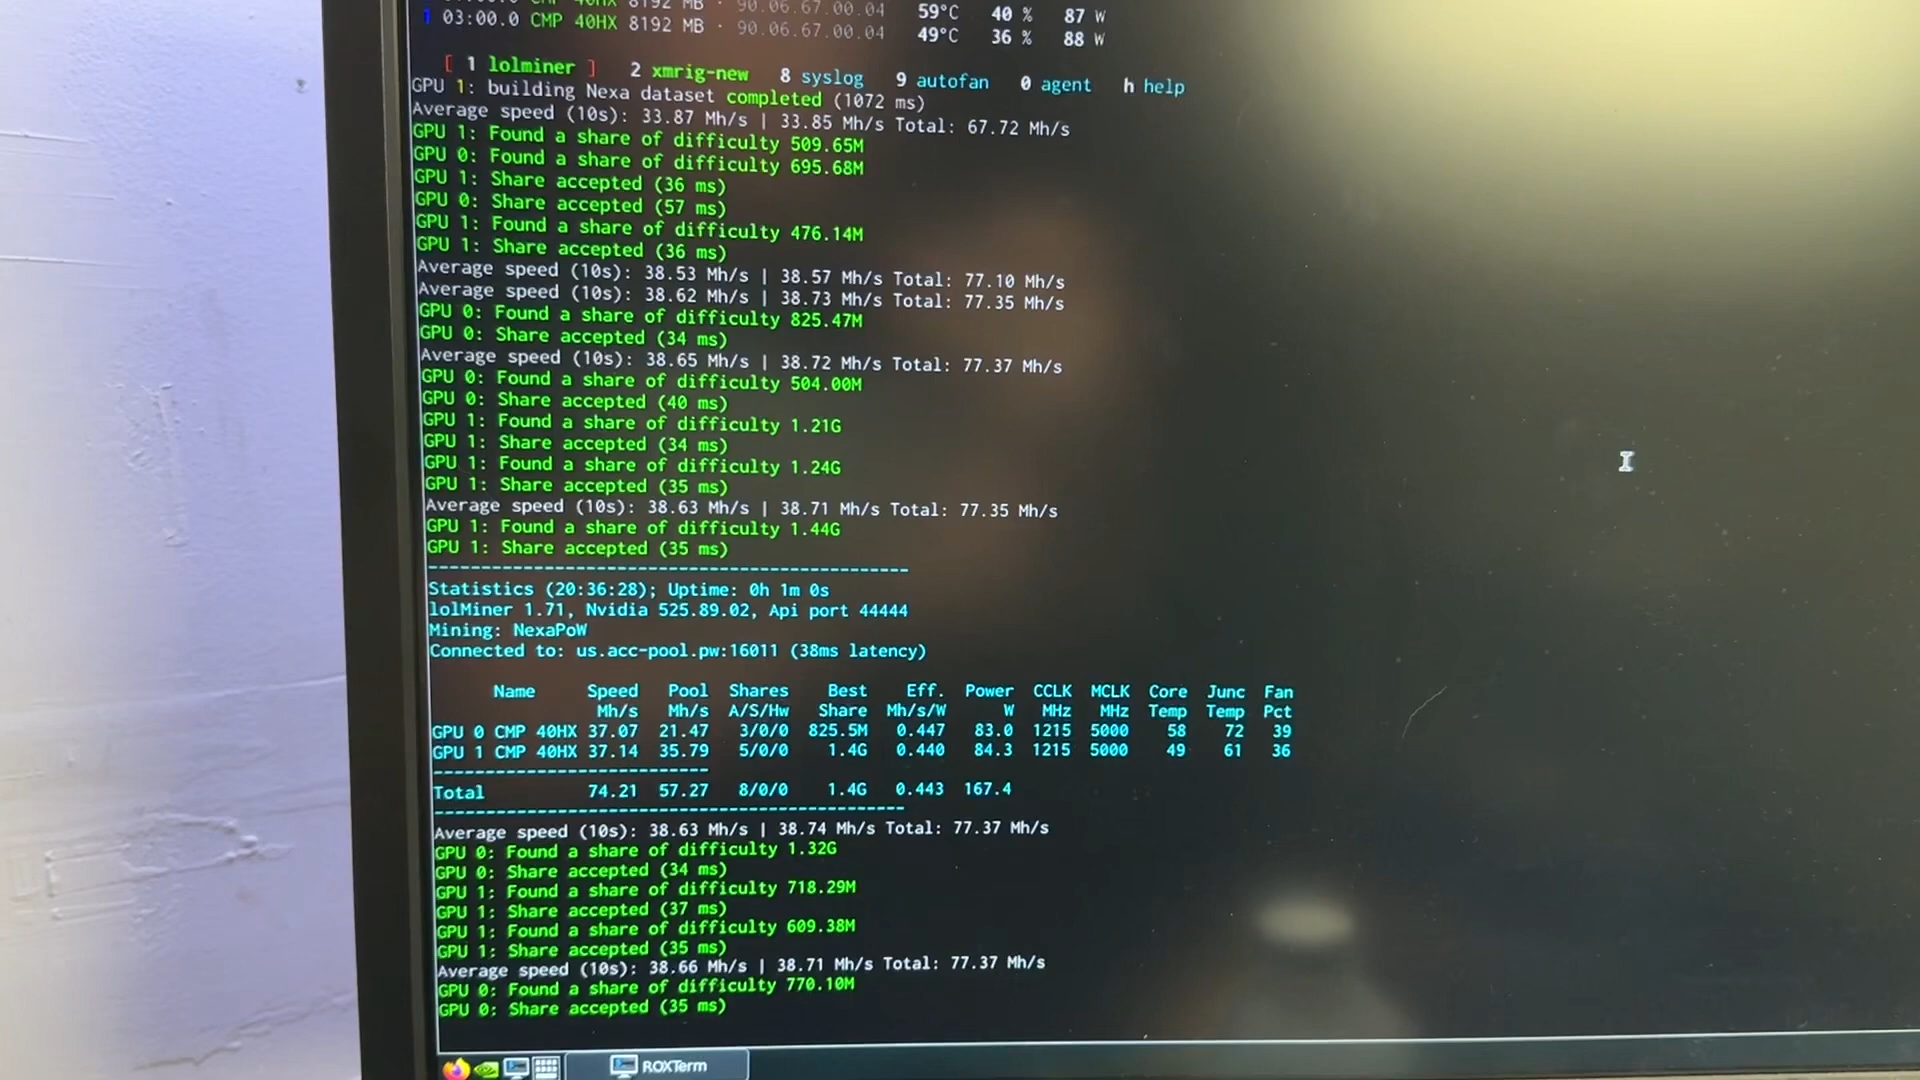 CMP 40HX 8192 MB · 90.06.67.00.04 59°C 40 % 87 W
03:00.0 CMP 40HX 8192 MB · 90.06.67.00.04 49°C 36 % 88 W
[ 1 lolminer ] 2 xmrig-new 8 syslog 9 autofan 0 agent h help
GPU 1: building Nexa dataset completed (1072 ms)
Average speed (10s): 33.87 Mh/s | 33.85 Mh/s Total: 67.72 Mh/s
GPU 1: Found a share of difficulty 509.65M
GPU 0: Found a share of difficulty 695.68M
GPU 1: Share accepted (36 ms)
GPU 0: Share accepted (57 ms)
GPU 1: Found a share of difficulty 476.14M
GPU 1: Share accepted (36 ms)
Average speed (10s): 38.53 Mh/s | 38.57 Mh/s Total: 77.10 Mh/s
Average speed (10s): 38.62 Mh/s | 38.73 Mh/s Total: 77.35 Mh/s
GPU 0: Found a share of difficulty 825.47M
GPU 0: Share accepted (34 ms)
Average speed (10s): 38.65 Mh/s | 38.72 Mh/s Total: 77.37 Mh/s
GPU 0: Found a share of difficulty 504.00M
GPU 0: Share accepted (40 ms)
GPU 1: Found a share of difficulty 1.21G
GPU 1: Share accepted (34 ms)
GPU 1: Found a share of difficulty 1.24G
GPU 1: Share accepted (35 ms)
Average speed (10s): 38.63 Mh/s | 38.71 Mh/s Total: 77.35 Mh/s
GPU 1: Found a share of difficulty 1.44G
GPU 1: Share accepted (35 ms)
Statistics (20:36:28); Uptime: 0h 1m 0s
lolMiner 1.71, Nvidia 525.89.02, Api port 44444
Mining: NexaPoW
Connected to: us.acc-pool.pw:16011 (38ms latency)
Name Speed Pool Shares Best Eff. Power CCLK MCLK Core Junc Fan
Mh/s Mh/s A/S/Hw Share Mh/s/W W MHz MHz Temp Temp Pct
GPU 0 CMP 40HX 37.07 21.47 3/0/0 825.5M 0.447 83.0 1215 5000 58 72 39
GPU 1 CMP 40HX 37.14 35.79 5/0/0 1.4G 0.440 84.3 1215 5000 49 61 36
Total 74.21 57.27 8/0/0 1.4G 0.443 167.4
Average speed (10s): 38.63 Mh/s | 38.74 Mh/s Total: 77.37 Mh/s
GPU 0: Found a share of difficulty 1.32G
GPU 0: Share accepted (34 ms)
GPU 1: Found a share of difficulty 718.29M
GPU 1: Share accepted (37 ms)
GPU 1: Found a share of difficulty 609.38M
GPU 1: Share accepted (35 ms)
Average speed (10s): 38.66 Mh/s | 38.71 Mh/s Total: 77.37 Mh/s
GPU 0: Found a share of difficulty 770.10M
GPU 0: Share accepted (35 ms)
ROXTerm